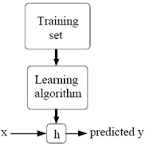 Training
set
Learning
algorithm
x h predicted y